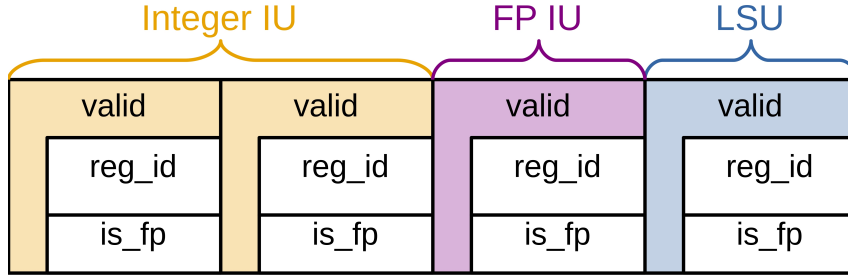 Integer IU FP IU LSU
valid valid valid valid
reg_id reg_id reg_id reg_id
is_fp is_fp is_fp is_fp